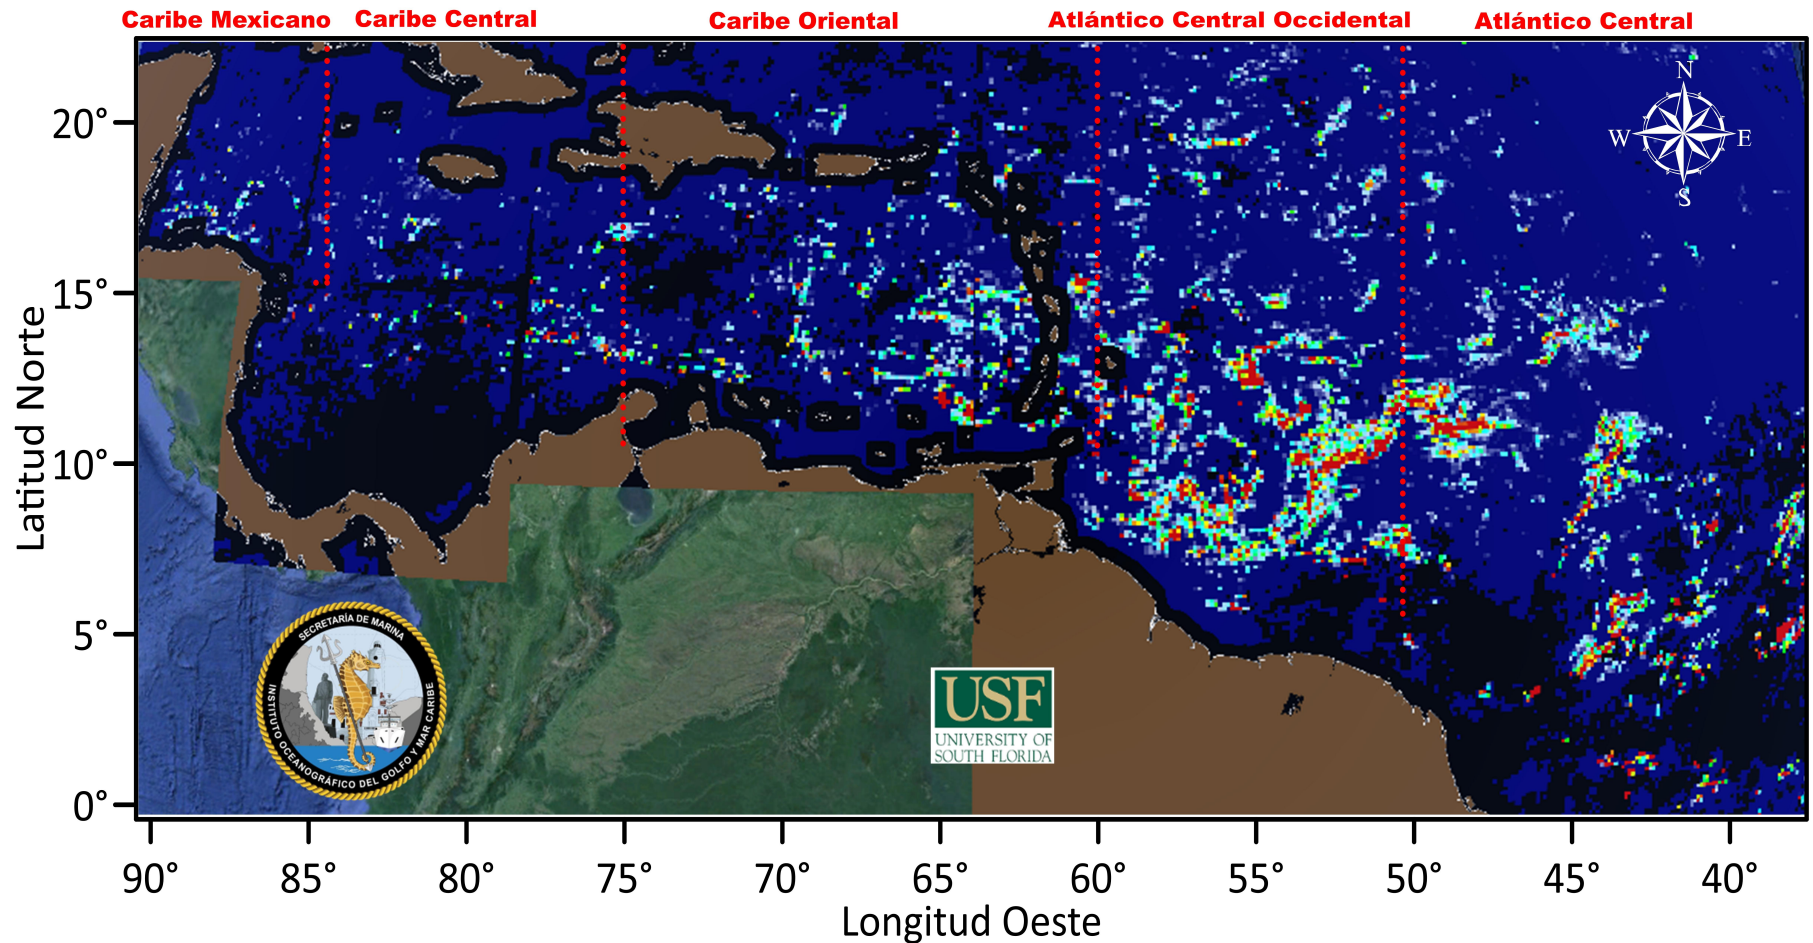 Caribe Mexicano
Caribe Central
Caribe Oriental
Atlántico Central Occidental
Atlántico Central
N
W
E
S
20°
15°
10°
5°
0°
Latitud Norte
SECRETARÍA DE MARINA
INSTITUTO OCEANOGRÁFICO DEL GOLFO Y MAR CARIBE
USF
UNIVERSITY OF
SOUTH FLORIDA
90°
85°
80°
75°
70°
65°
60°
55°
50°
45°
40°
Longitud Oeste